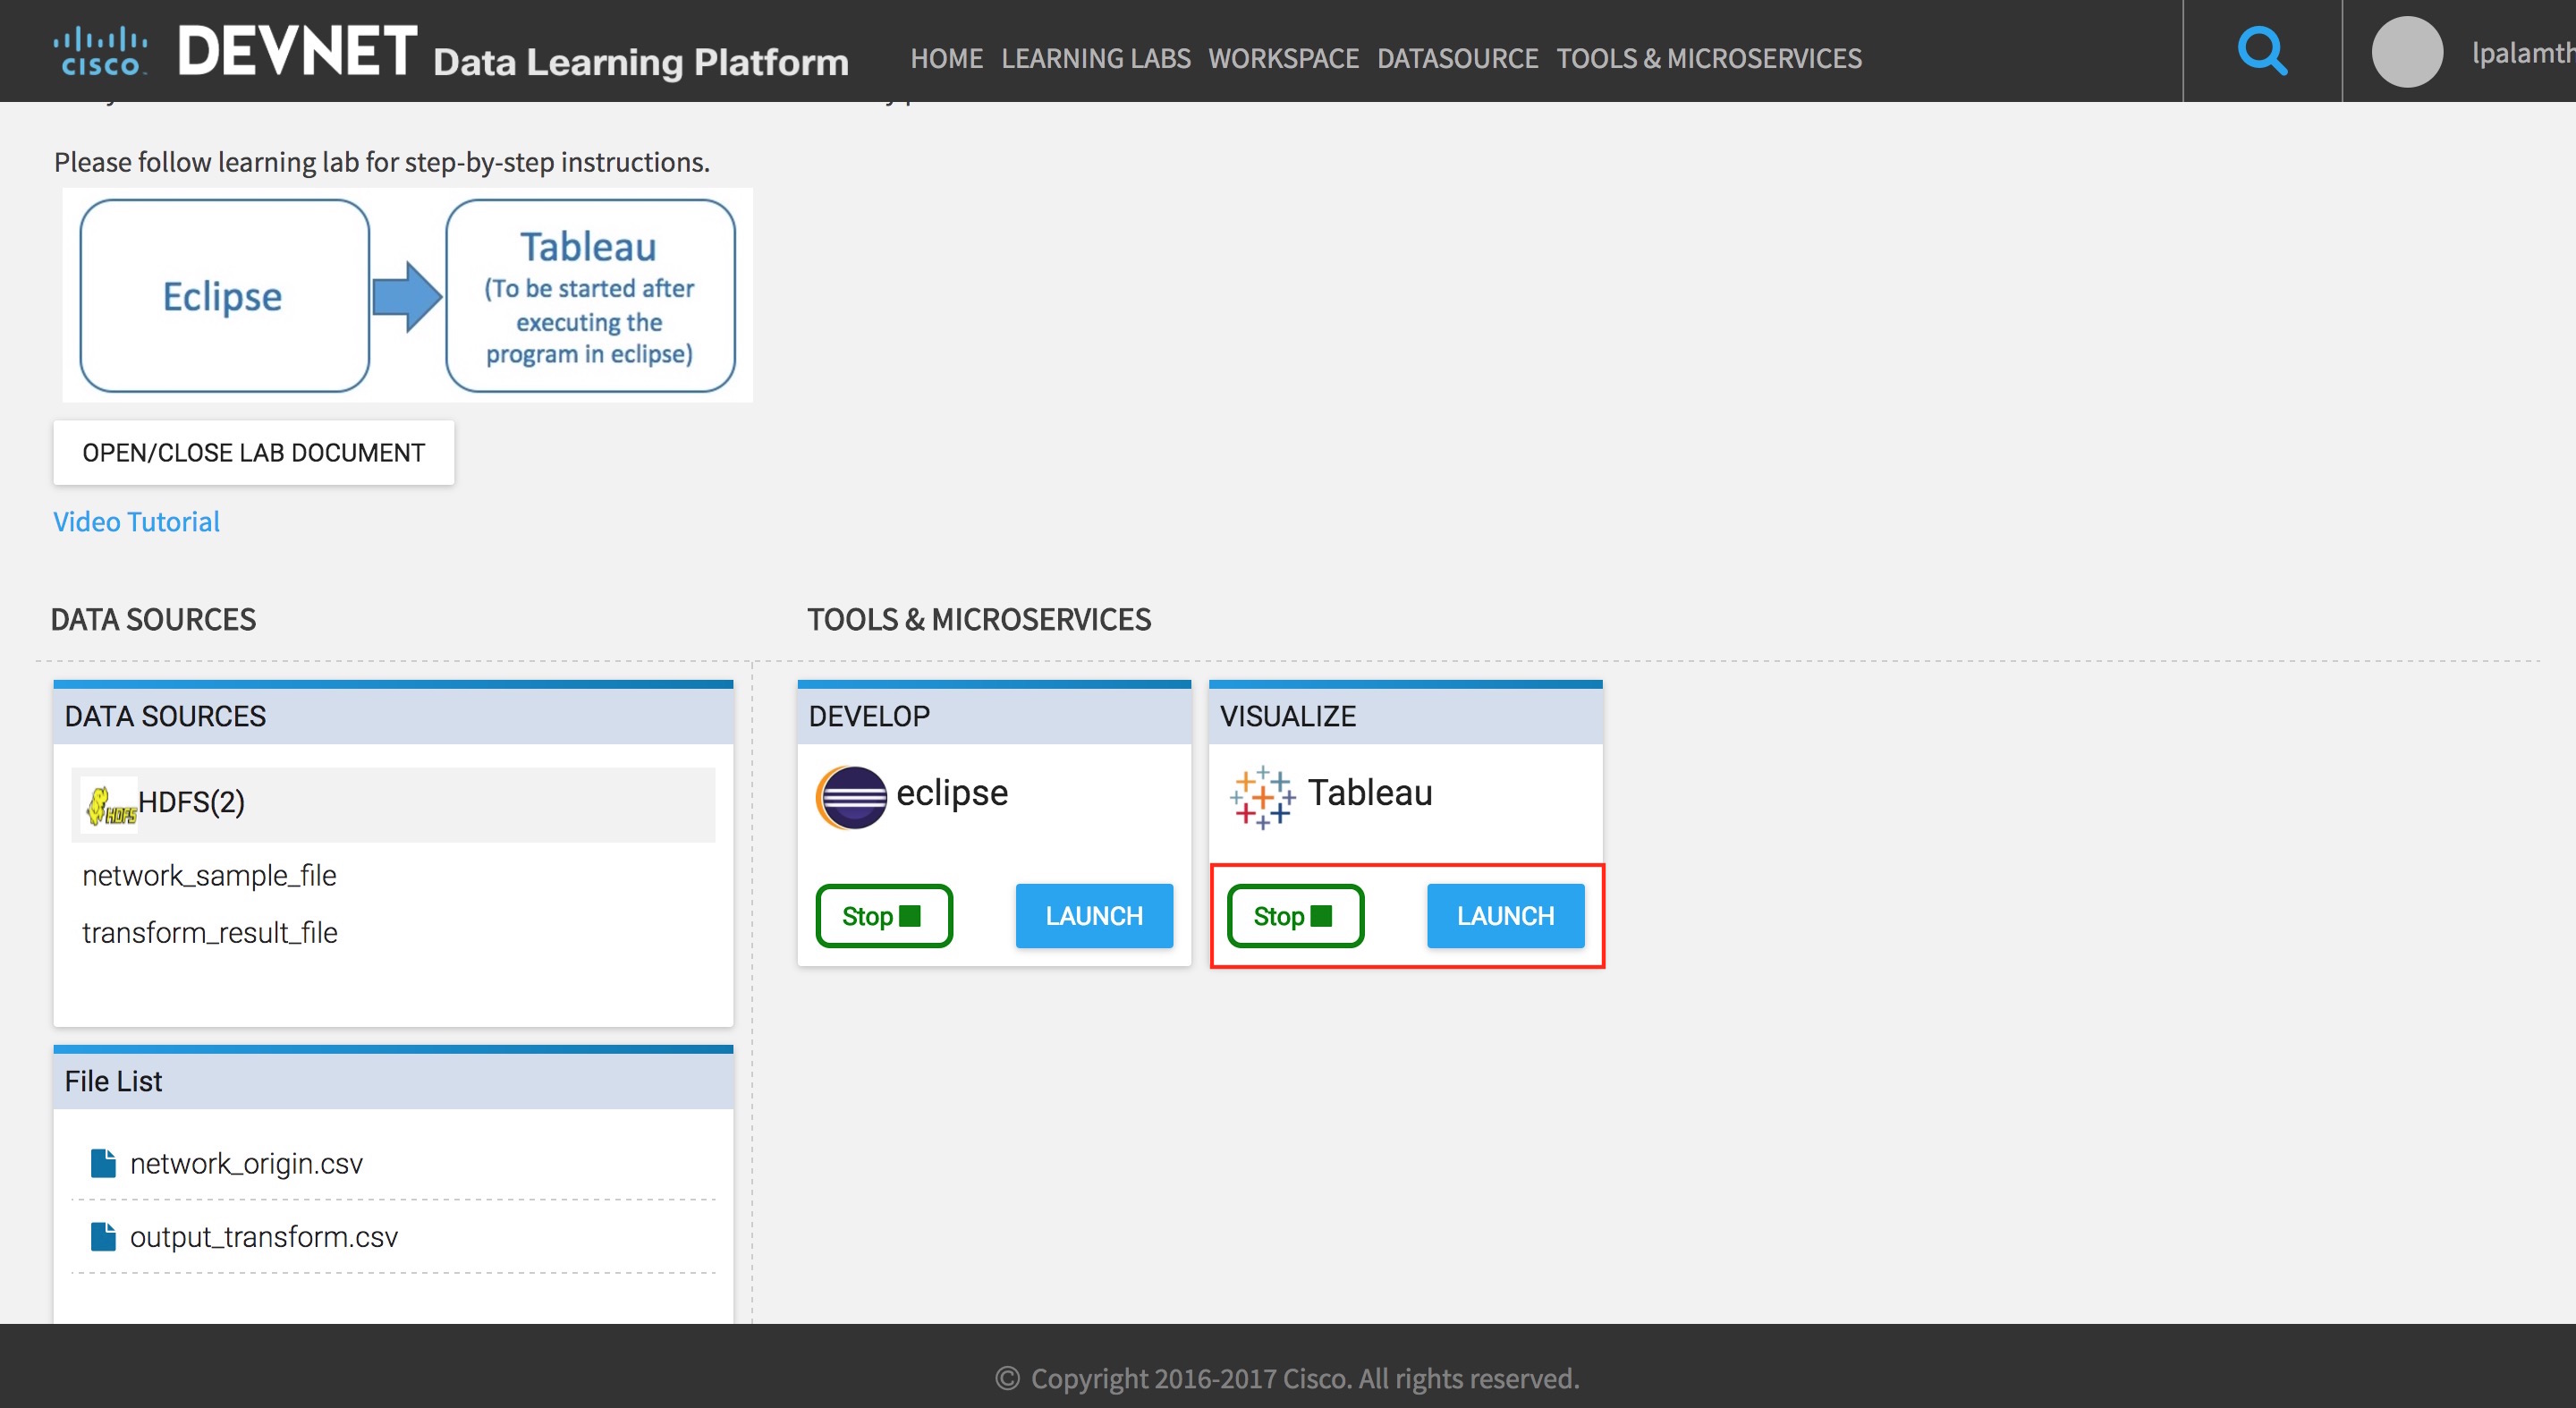 CISCO DEVNET Data Learning Platform HOME LEARNING LABS WORKSPACE DATASOURCE TOOLS & MICROSERVICES
Please follow learning lab for step-by-step instructions.
Eclipse
Tableau
(To be started after
executing the
program in eclipse)
OPEN/CLOSE LAB DOCUMENT
Video Tutorial
DATA SOURCES
TOOLS & MICROSERVICES
DATA SOURCES
HDFS HDFS(2)
network_sample_file
transform_result_file
DEVELOP
eclipse
Stop LAUNCH
VISUALIZE
Tableau
Stop LAUNCH
File List
network_origin.csv
output_transform.csv
© Copyright 2016-2017 Cisco. All rights reserved.